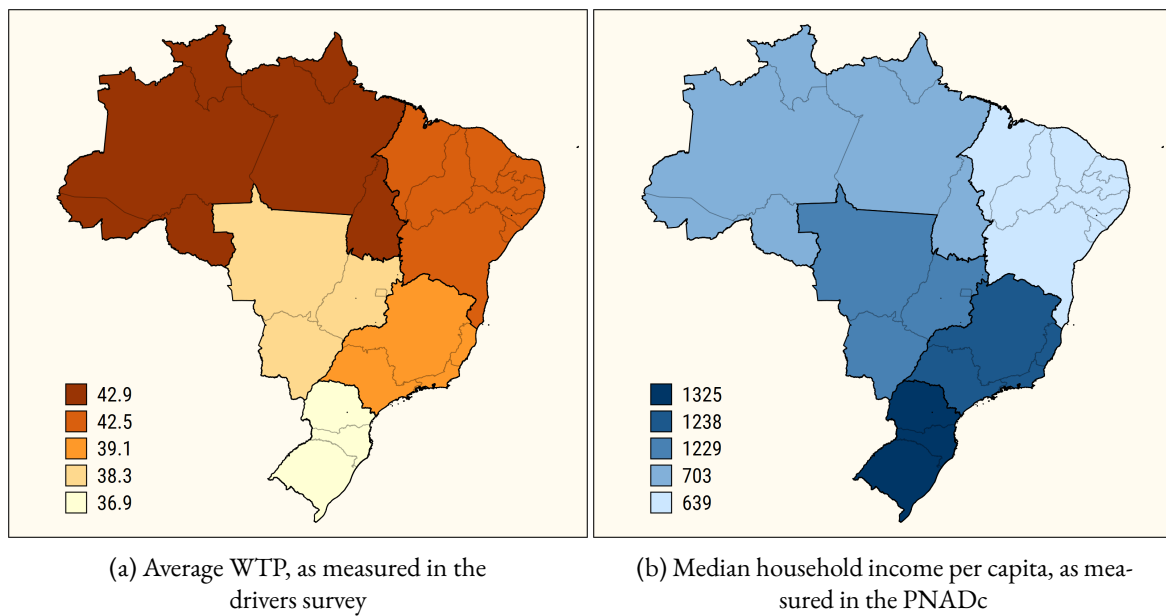 42.9
42.5
39.1
38.3
36.9
1325
1238
1229
703
639
(a) Average WTP, as measured in the
drivers survey
(b) Median household income per capita, as mea-
sured in the PNADc